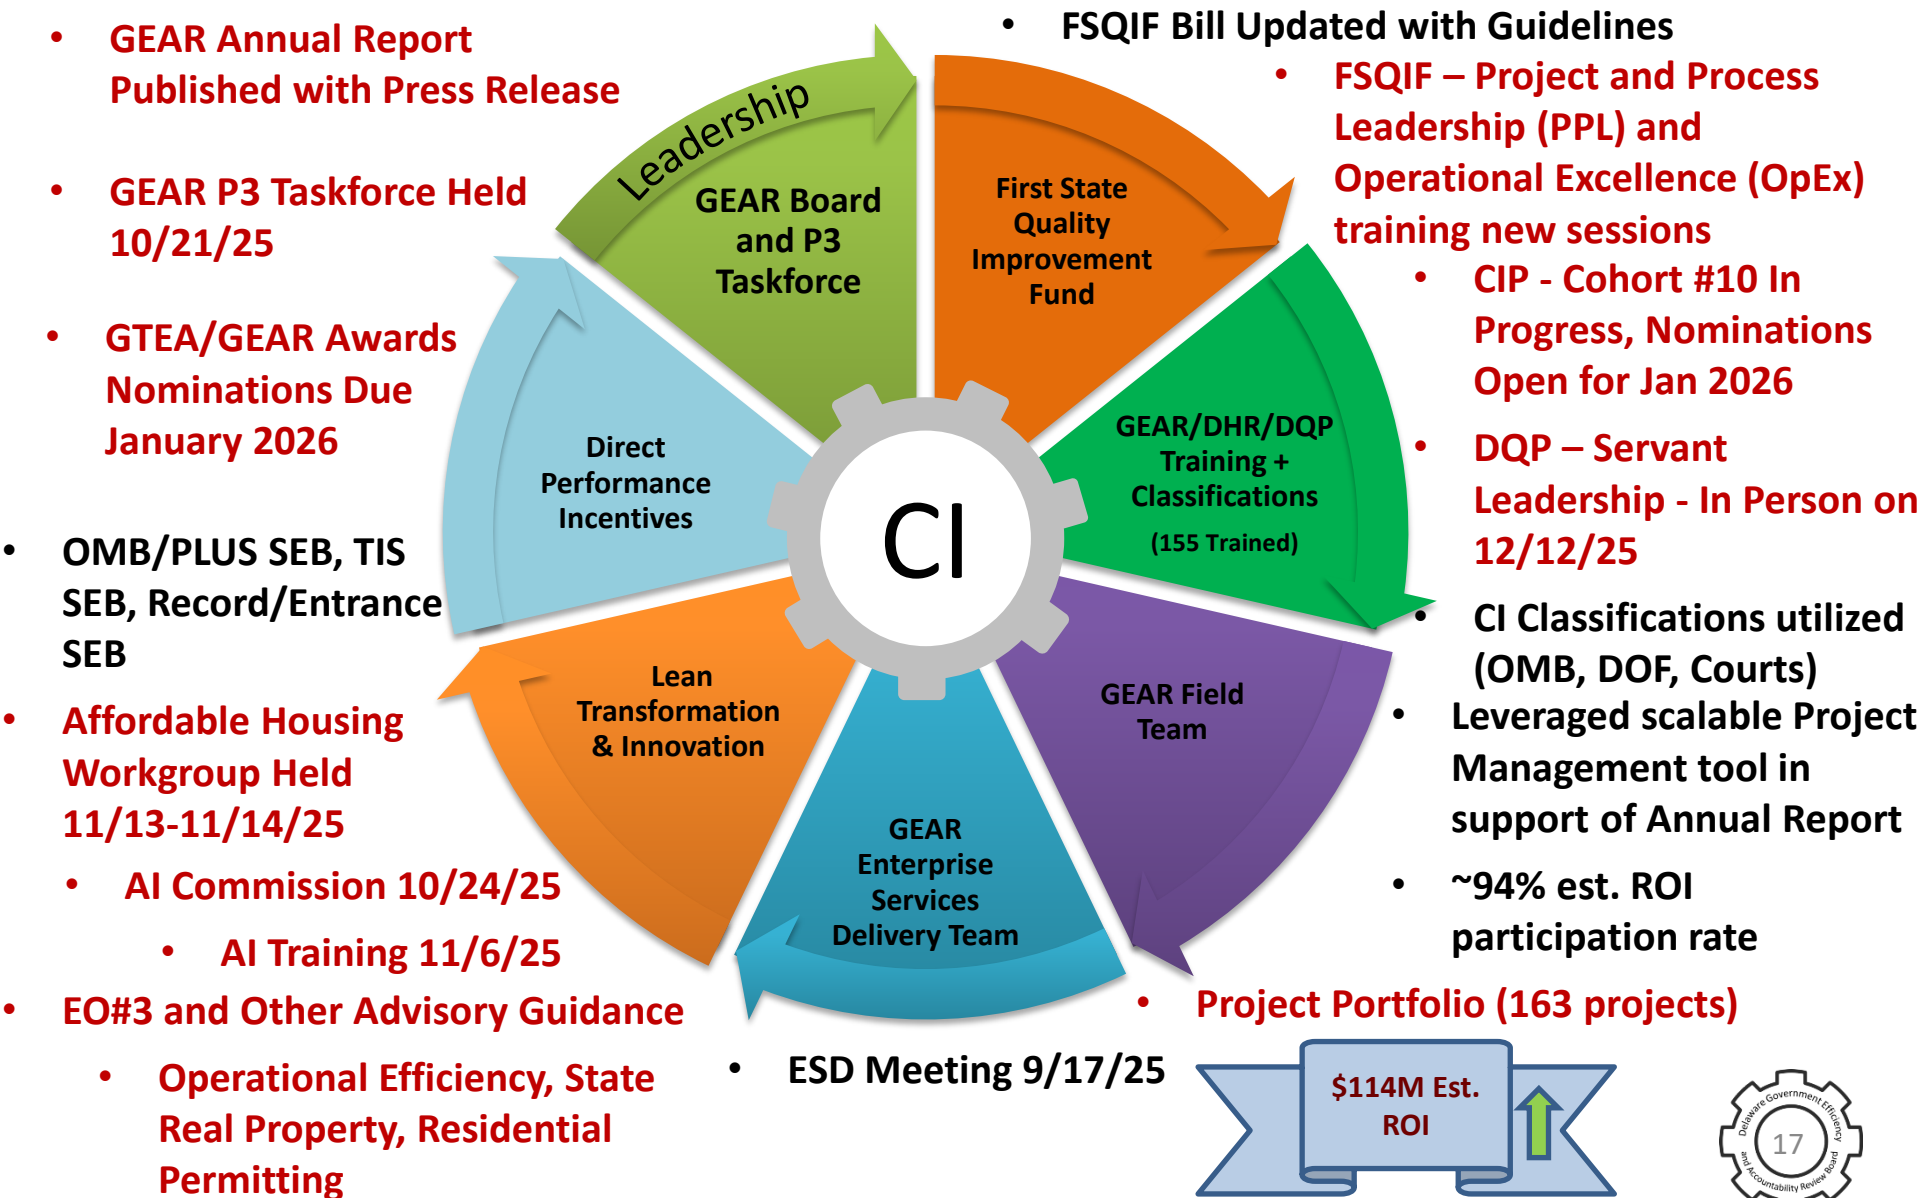 • GEAR Annual Report
Published with Press Release
• GEAR P3 Taskforce Held
10/21/25
• GTEA/GEAR Awards
Nominations Due
January 2026
• OMB/PLUS SEB, TIS
SEB, Record/Entrance
SEB
• Affordable Housing
Workgroup Held
11/13-11/14/25
• AI Commission 10/24/25
• AI Training 11/6/25
• EO#3 and Other Advisory Guidance
• Operational Efficiency, State
Real Property, Residential
Permitting
Leadership
GEAR Board
and P3
Taskforce
First State
Quality
Improvement
Fund
GEAR/DHR/DQP
Training +
Classifications
(155 Trained)
GEAR Field
Team
GEAR
Enterprise
Services
Delivery Team
Lean
Transformation
& Innovation
Direct
Performance
Incentives
CI
• FSQIF Bill Updated with Guidelines
• FSQIF – Project and Process
Leadership (PPL) and
Operational Excellence (OpEx)
training new sessions
• CIP - Cohort #10 In
Progress, Nominations
Open for Jan 2026
• DQP – Servant
Leadership - In Person on
12/12/25
• CI Classifications utilized
(OMB, DOF, Courts)
• Leveraged scalable Project
Management tool in
support of Annual Report
• ~94% est. ROI
participation rate
• Project Portfolio (163 projects)
• ESD Meeting 9/17/25
$114M Est.
ROI
Delaware Government Efficiency
and Accountability Review Board
17